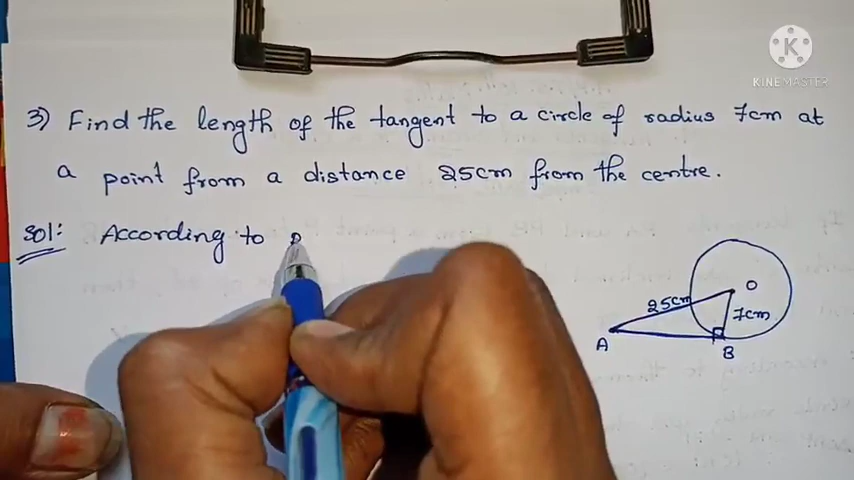 K
KINEMASTER
3) Find the length of the tangent to a circle of radius 7cm at
a point from a distance 25cm from the centre.
Sol: According to P
25cm
O
7cm
A
B